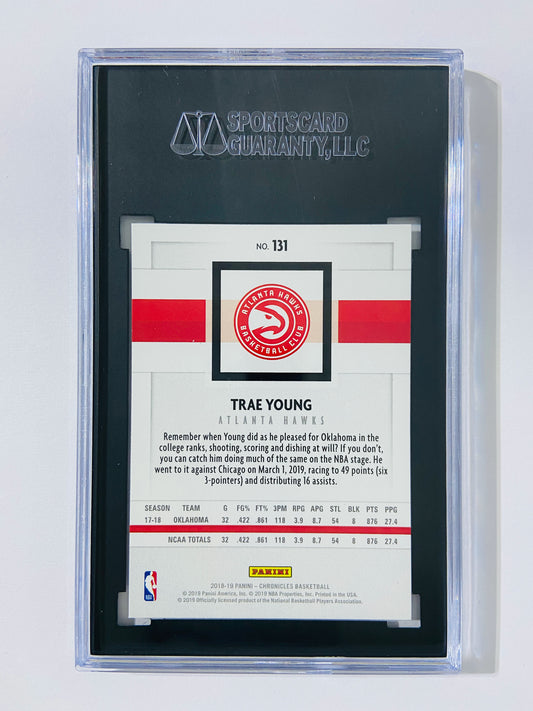 SPORTSCARD
GUARANTY, LLC
NO. 131
ATLANTA HAWKS
BASKETBALL CLUB
TRAE YOUNG
ATLANTA HAWKS
Remember when Young did as he pleased for Oklahoma in the
college ranks, shooting, scoring and dishing at will? If you don't,
you can catch him doing much of the same on the NBA stage. He
went to it against Chicago on March 1, 2019, racing to 49 points (six
3-pointers) and distributing 16 assists.
SEASON TEAM G FG% FT% 3PM RPG APG STL BLK PTS PPG
17-18 OKLAHOMA 32 .422 .861 118 3.9 8.7 54 8 876 27.4
NCAA TOTALS 32 .422 .861 118 3.9 8.7 54 8 876 27.4
PANINI
2018-19 PANINI – CHRONICLES BASKETBALL
© 2019 Panini America, Inc. © 2019 NBA Properties, Inc. Printed in the USA.
© 2019 Officially licensed product of the National Basketball Players Association.
NBA